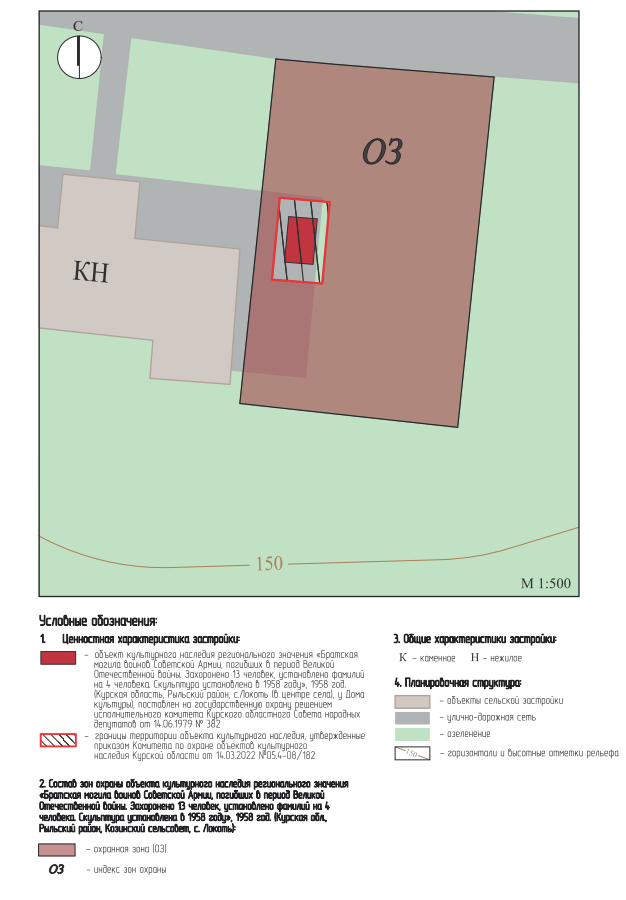 С
ОЗ
КН
150
М 1:500
Условные обозначения:
1. Ценностная характеристика застройки:
– объект культурного наследия регионального значения «Братская
могила воинов Советской Армии, погибших в период Великой
Отечественной войны. Захоронено 13 человек, установлено фамилий
на 4 человека. Скульптура установлена в 1958 году», 1958 год.
(Курская область, Рыльский район, с.Локоть (в центре села), у Дома
культуры), поставлен на государственную охрану решением
исполнительного комитета Курского областного Совета народных
депутатов от 14.06.1979 № 382
– границы территории объекта культурного наследия, утвержденные
приказом Комитета по охране объектов культурного
наследия Курской области от 14.03.2022 №05.4-08/182
2. Состав зон охраны объекта культурного наследия регионального значения
«Братская могила воинов Советской Армии, погибших в период Великой
Отечественной войны. Захоронено 13 человек, установлено фамилий на 4
человека. Скульптура установлена в 1958 году», 1958 год. (Курская обл.,
Рыльский район, Козинский сельсовет, с. Локоть):
– охранная зона (ОЗ)
ОЗ – индекс зон охраны
3. Общие характеристики застройки:
К – каменное Н – нежилое
4. Планировочная структура:
– объекты сельской застройки
– улично-дорожная сеть
– озеленение
150 – горизонтали и высотные отметки рельефа